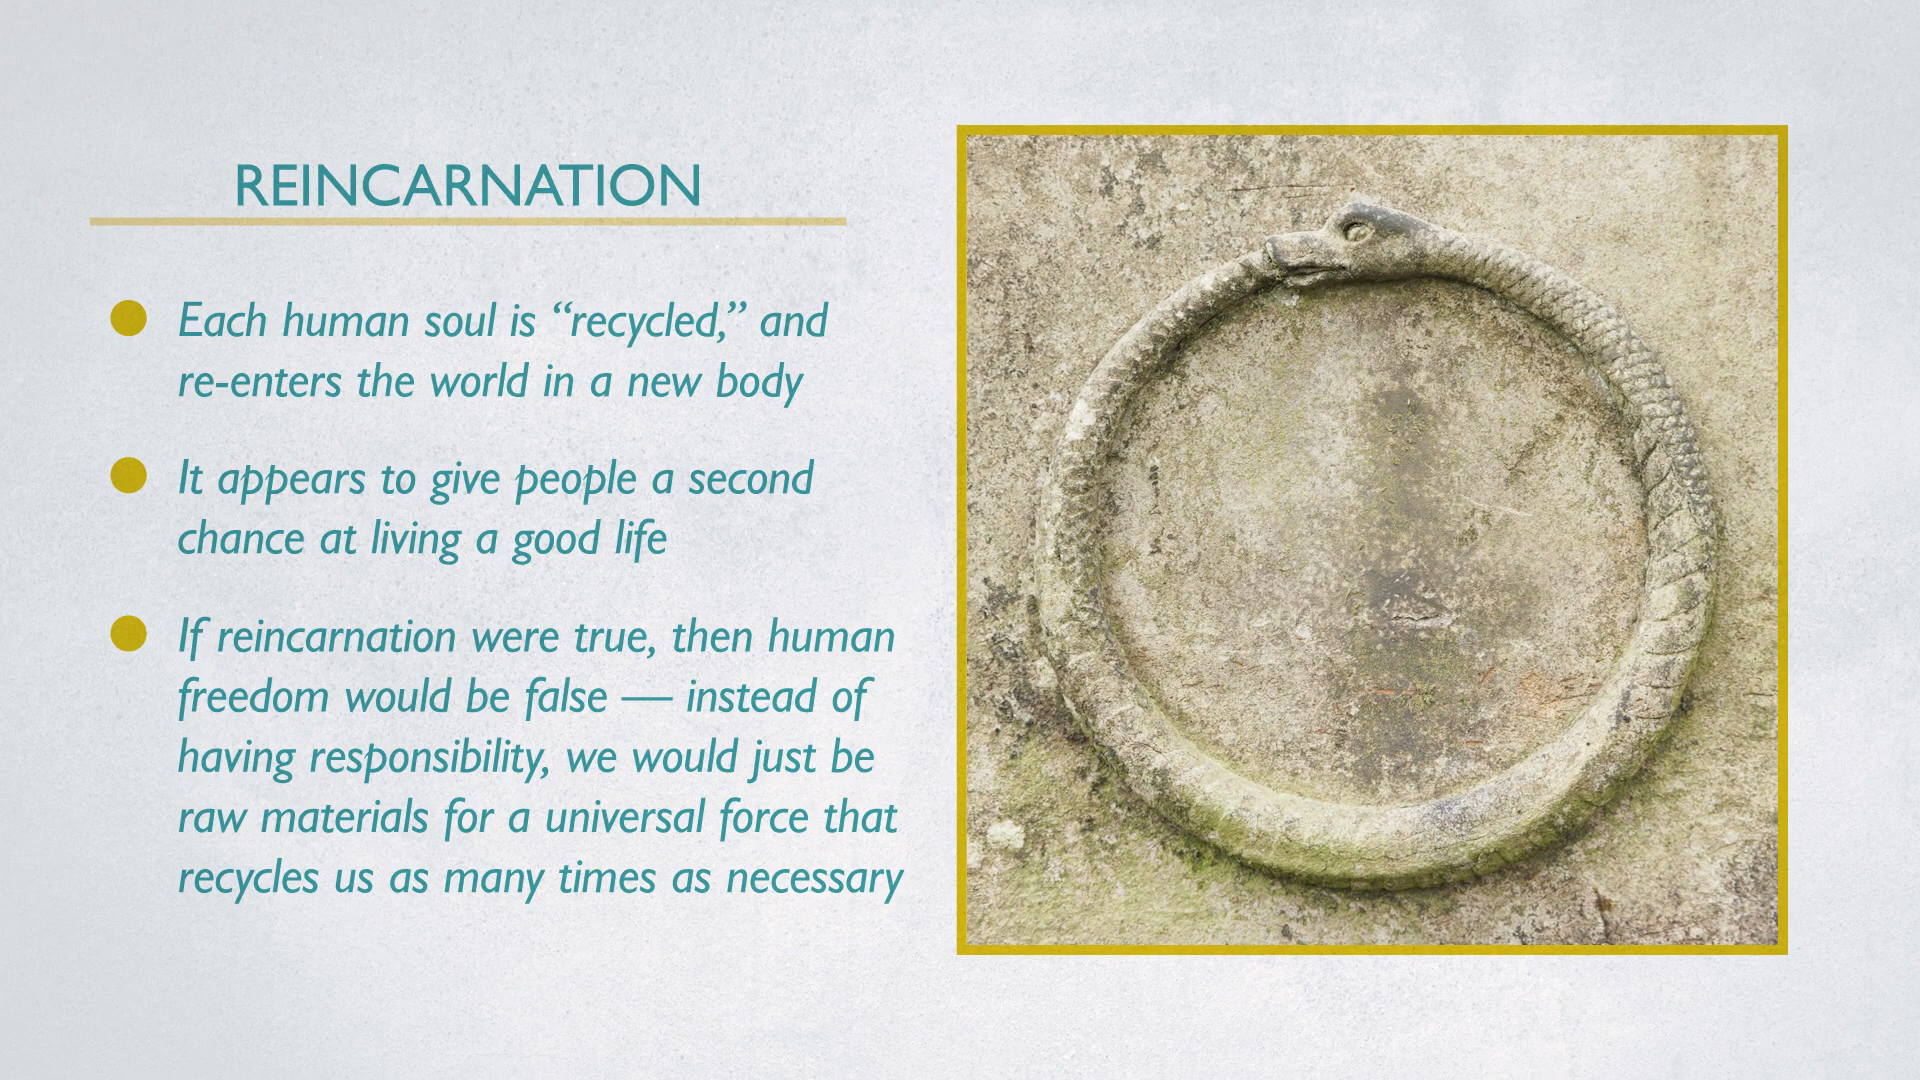 REINCARNATION
Each human soul is “recycled,” and
re-enters the world in a new body
It appears to give people a second
chance at living a good life
If reincarnation were true, then human
freedom would be false — instead of
having responsibility, we would just be
raw materials for a universal force that
recycles us as many times as necessary